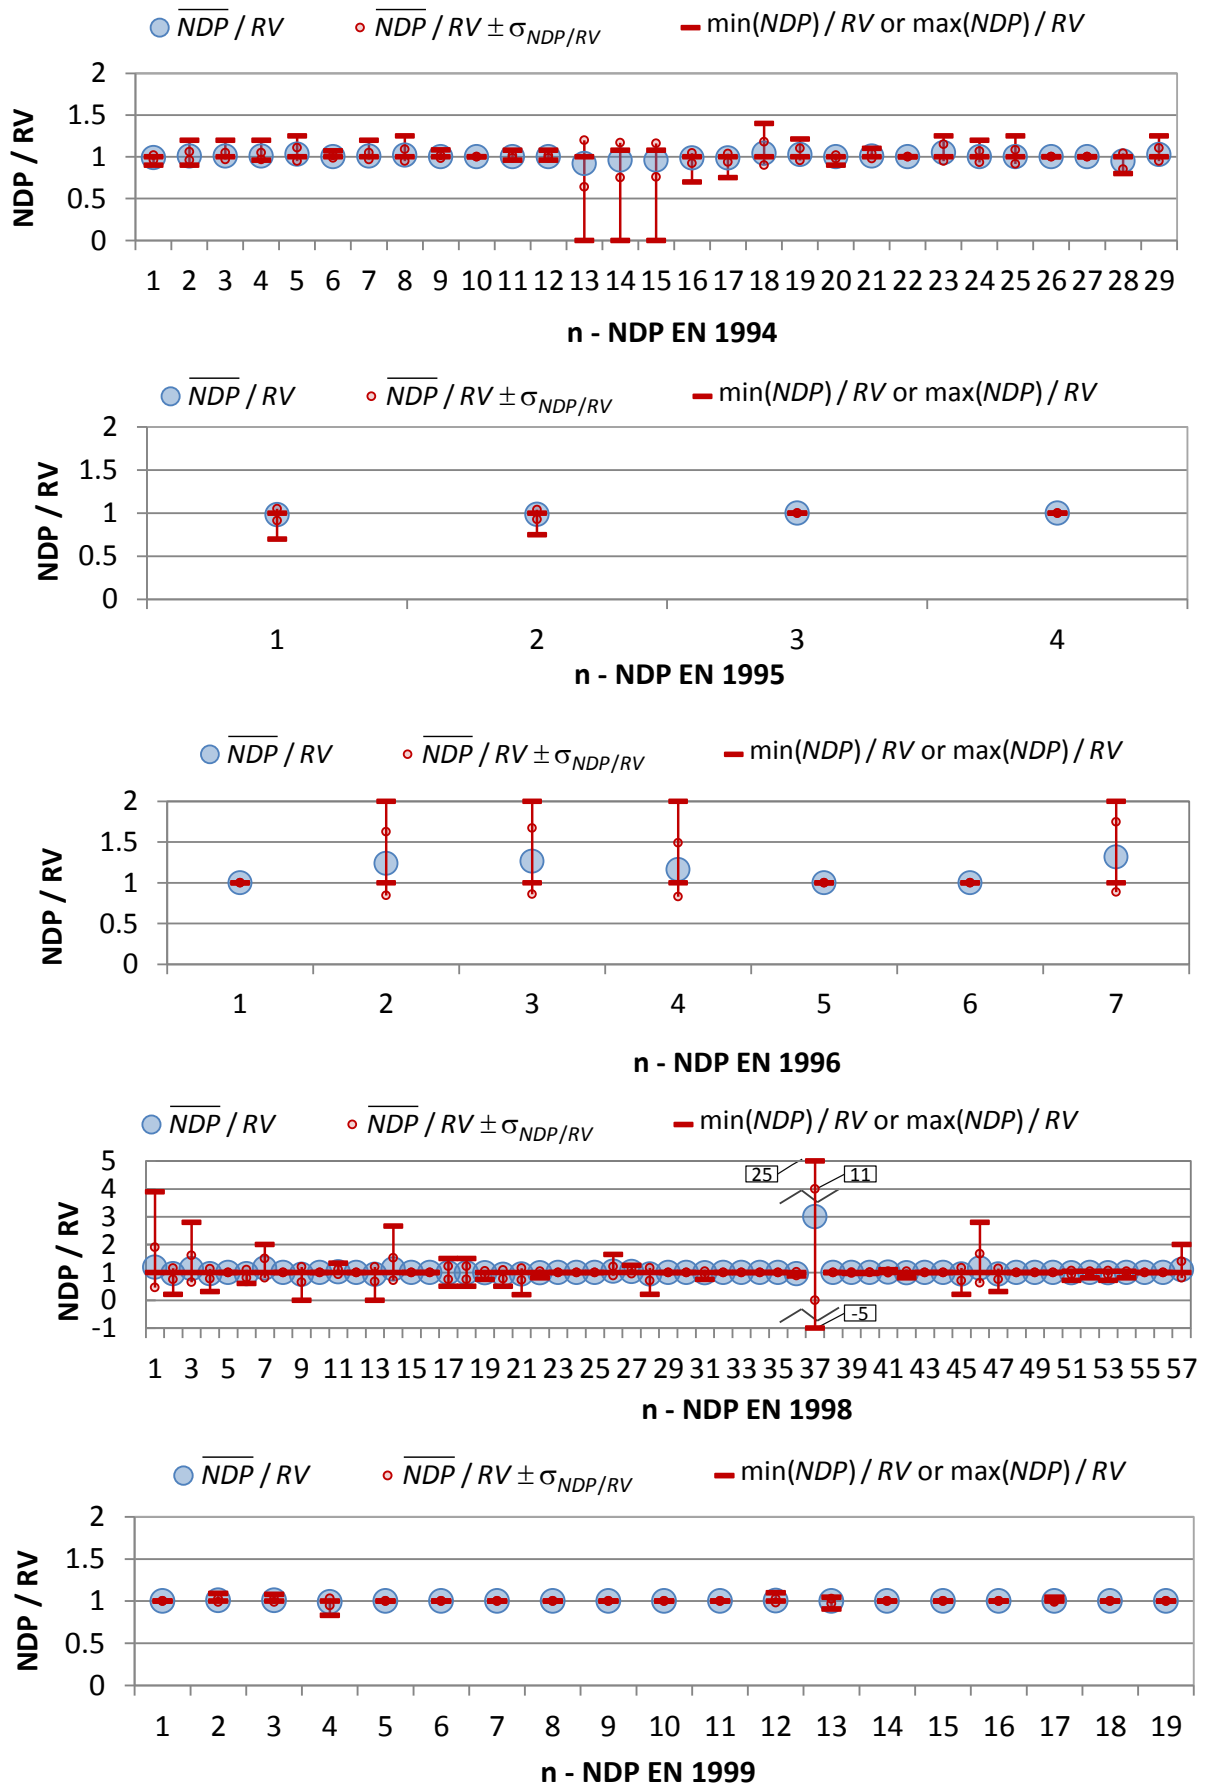 NDP / RV NDP / RV ± σNDP/RV min(NDP) / RV or max(NDP) / RV
2
1.5
1
0.5
0
NDP / RV
1 2 3 4 5 6 7 8 9 10 11 12 13 14 15 16 17 18 19 20 21 22 23 24 25 26 27 28 29
n - NDP EN 1994
NDP / RV NDP / RV ± σNDP/RV min(NDP) / RV or max(NDP) / RV
2
1.5
1
0.5
0
NDP / RV
1 2 3 4
n - NDP EN 1995
NDP / RV NDP / RV ± σNDP/RV min(NDP) / RV or max(NDP) / RV
2
1.5
1
0.5
0
NDP / RV
1 2 3 4 5 6 7
n - NDP EN 1996
NDP / RV NDP / RV ± σNDP/RV min(NDP) / RV or max(NDP) / RV
5
4
3
2
1
0
-1
NDP / RV
25 11
-5
1 3 5 7 9 11 13 15 17 19 21 23 25 27 29 31 33 35 37 39 41 43 45 47 49 51 53 55 57
n - NDP EN 1998
NDP / RV NDP / RV ± σNDP/RV min(NDP) / RV or max(NDP) / RV
2
1.5
1
0.5
0
NDP / RV
1 2 3 4 5 6 7 8 9 10 11 12 13 14 15 16 17 18 19
n - NDP EN 1999